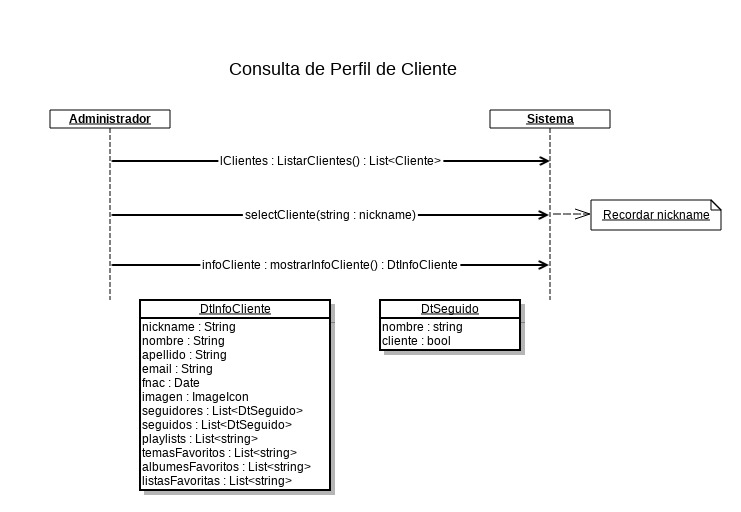 Consulta de Perfil de Cliente
Administrador
Sistema
lClientes : ListarClientes() : List<Cliente>
selectCliente(string : nickname)
Recordar nickname
infoCliente : mostrarInfoCliente() : DtInfoCliente
DtInfoCliente
nickname : String
nombre : String
apellido : String
email : String
fnac : Date
imagen : ImageIcon
seguidores : List<DtSeguido>
seguidos : List<DtSeguido>
playlists : List<string>
temasFavoritos : List<string>
albumesFavoritos : List<string>
listasFavoritas : List<string>
DtSeguido
nombre : string
cliente : bool